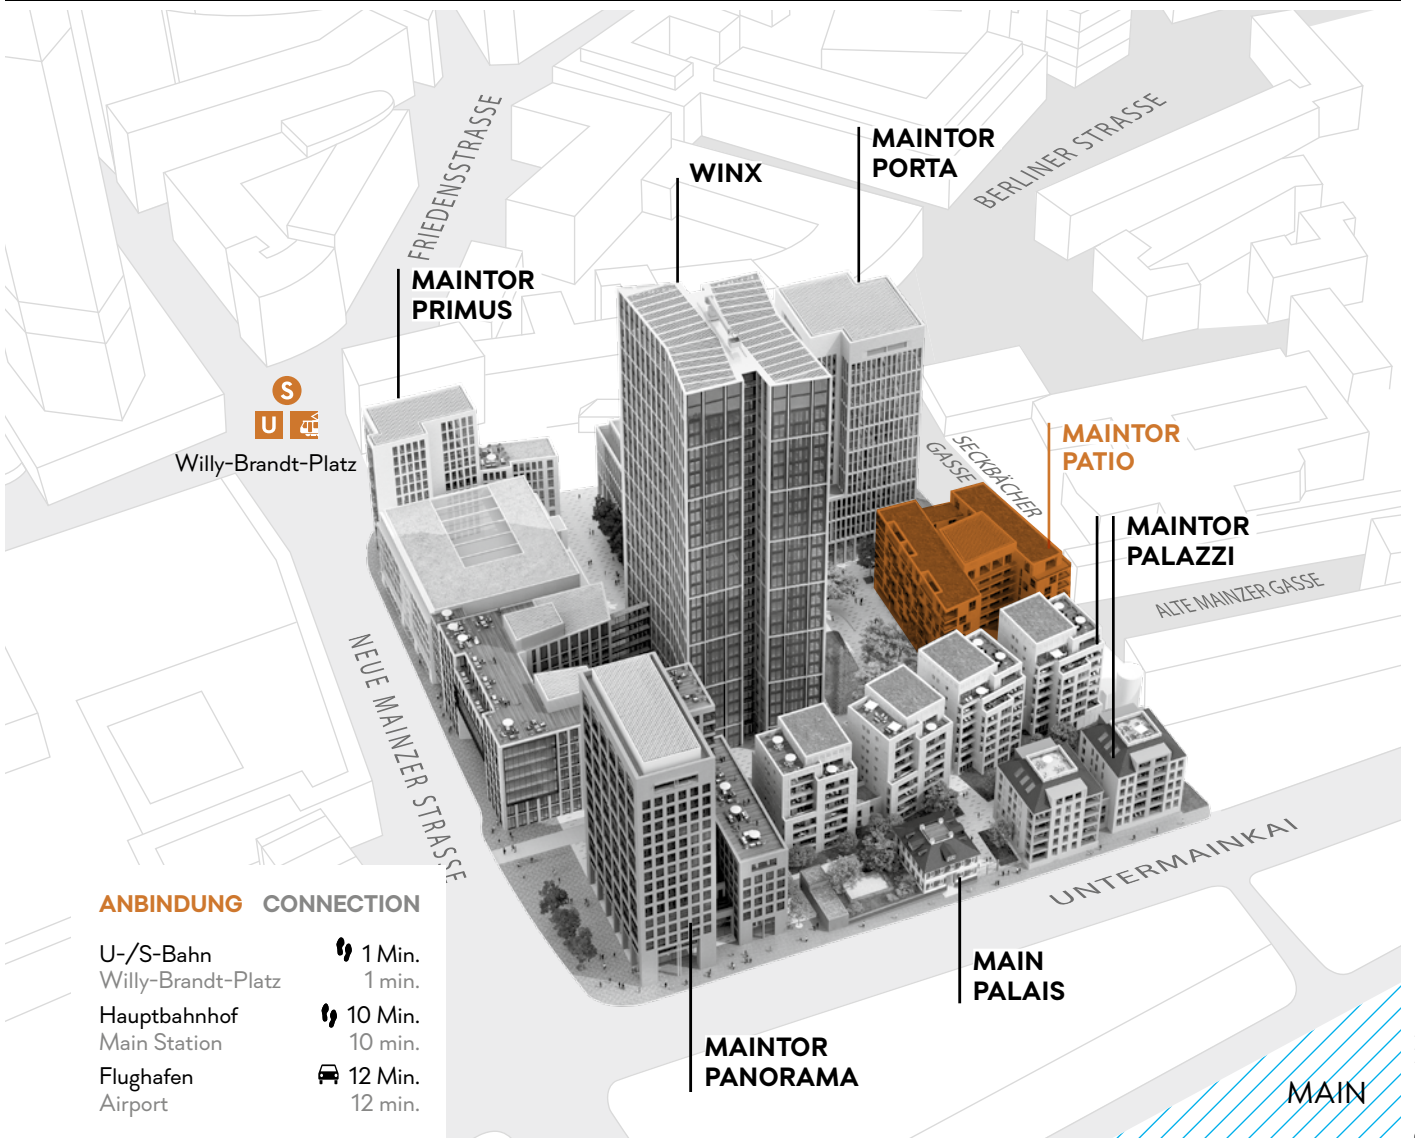 FRIEDENSSTRASSE
BERLINER STRASSE
MAINTOR
PORTA
WINX
MAINTOR
PRIMUS
S
U
Willy-Brandt-Platz
SECKBÄCHER
GASSE
MAINTOR
PATIO
MAINTOR
PALAZZI
ALTE MAINZER GASSE
NEUE MAINZER STRASSE
UNTERMAINKAI
ANBINDUNG CONNECTION
U-/S-Bahn 1 Min.
Willy-Brandt-Platz 1 min.
Hauptbahnhof 10 Min.
Main Station 10 min.
Flughafen 12 Min.
Airport 12 min.
MAIN
PALAIS
MAINTOR
PANORAMA
MAIN